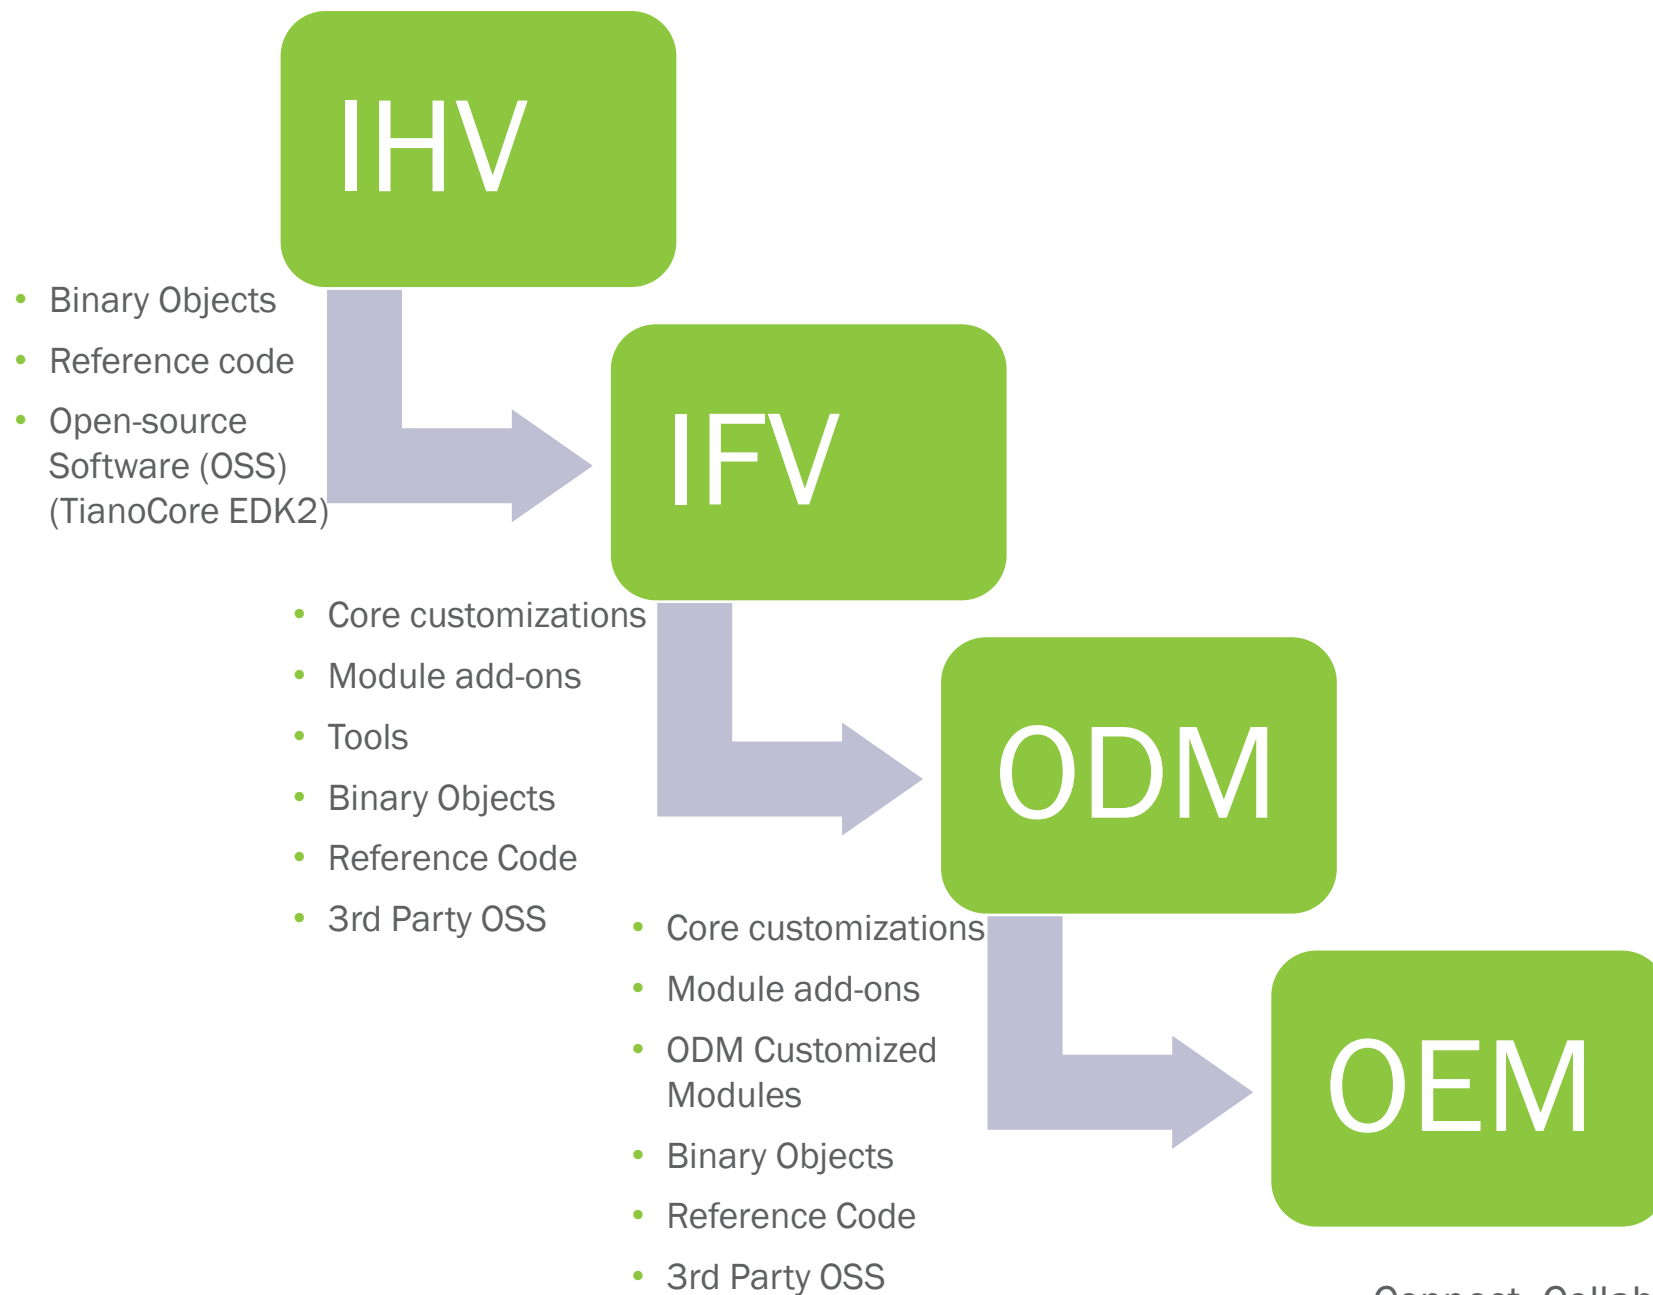 IHV
• Binary Objects
• Reference code
• Open-source
Software (OSS)
(TianoCore EDK2)
IFV
• Core customizations
• Module add-ons
• Tools
• Binary Objects
• Reference Code
• 3rd Party OSS
ODM
• Core customizations
• Module add-ons
• ODM Customized
Modules
• Binary Objects
• Reference Code
• 3rd Party OSS
OEM